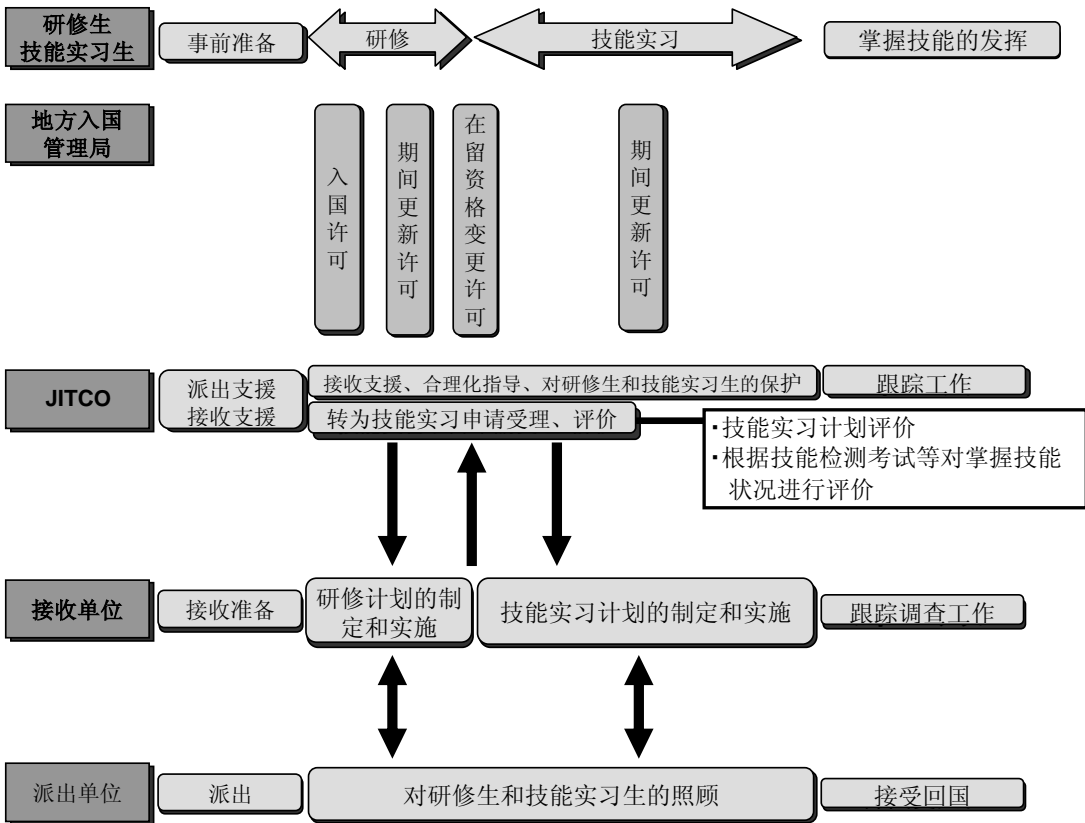 研修生
技能实习生
事前准备
研修
技能实习
掌握技能的发挥
地方入国
管理局
入国许可
期间更新许可
在留资格变更许可
期间更新许可
JITCO
派出支援
接收支援
接收支援、合理化指导、对研修生和技能实习生的保护
跟踪工作
转为技能实习申请受理、评价
·技能实习计划评价
·根据技能检测考试等对掌握技能
状况进行评价
接收单位
接收准备
研修计划的制
定和实施
技能实习计划的制定和实施
跟踪调查工作
派出单位
派出
对研修生和技能实习生的照顾
接受回国